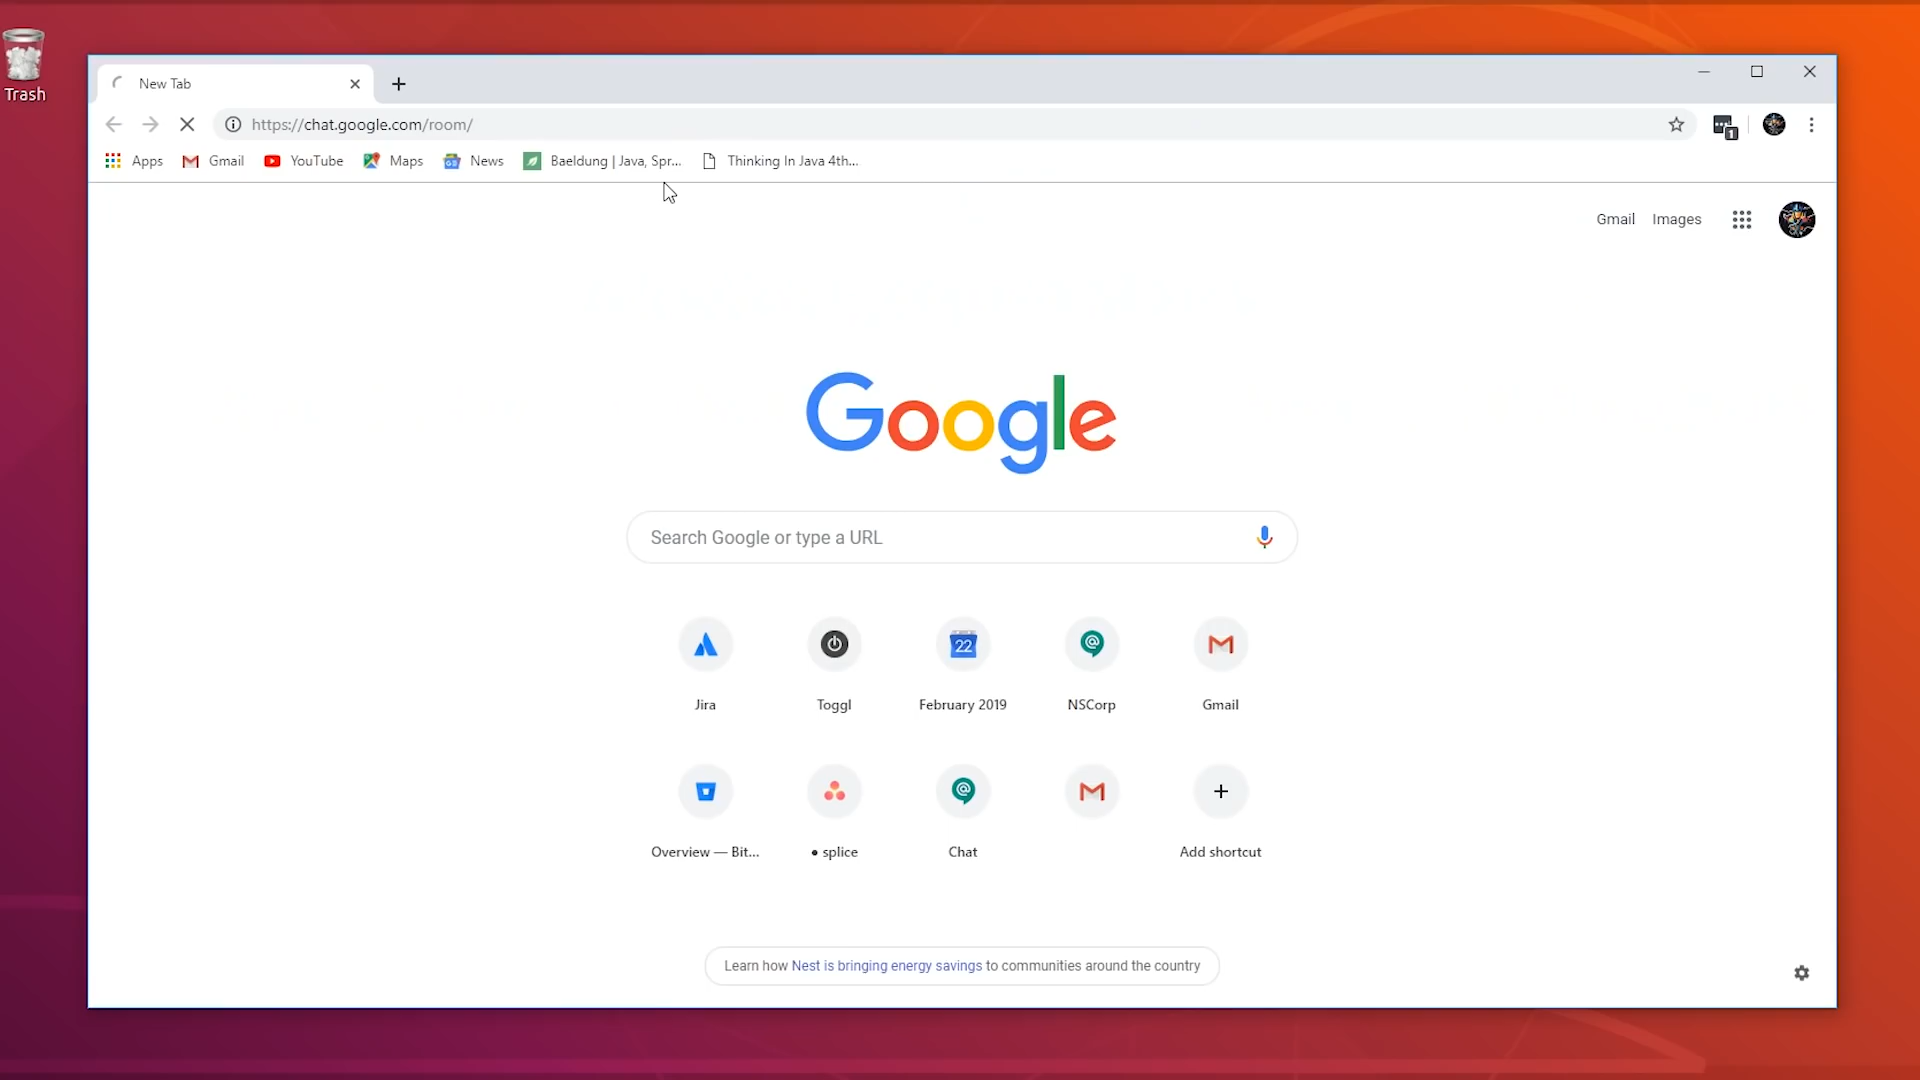 Trash
New Tab
https://chat.google.com/room/
1
Apps Gmail YouTube Maps News Baeldung | Java, Spr... Thinking In Java 4th...
Gmail Images
Google
Search Google or type a URL
22
Jira Toggl February 2019 NSCorp Gmail
Overview — Bit... • splice Chat Add shortcut
Learn how Nest is bringing energy savings to communities around the country